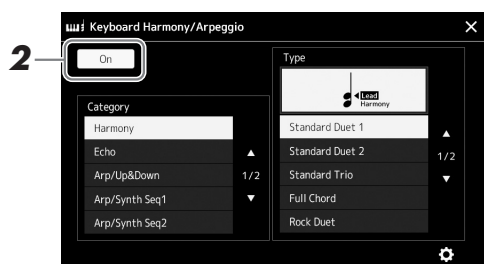 Keyboard Harmony/Arpeggio
2
On
Category
Harmony
Echo
Arp/Up&Down
Arp/Synth Seq1
Arp/Synth Seq2
1/2
Type
Lead
Harmony
Standard Duet 1
Standard Duet 2
Standard Trio
Full Chord
Rock Duet
1/2